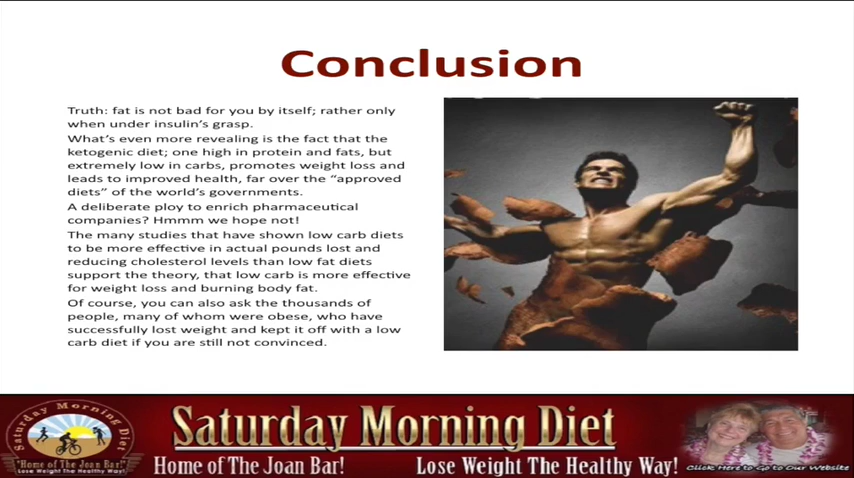 Conclusion
Truth: fat is not bad for you by itself; rather only
when under insulin's grasp.
What's even more revealing is the fact that the
ketogenic diet; one high in protein and fats, but
extremely low in carbs, promotes weight loss and
leads to improved health, far over the “approved
diets” of the world's governments.
A deliberate ploy to enrich pharmaceutical
companies? Hmmm we hope not!
The many studies that have shown low carb diets
to be more effective in actual pounds lost and
reducing cholesterol levels than low fat diets
support the theory, that low carb is more effective
for weight loss and burning body fat.
Of course, you can also ask the thousands of
people, many of whom were obese, who have
successfully lost weight and kept it off with a low
carb diet if you are still not convinced.
Saturday Morning Diet
"Home of The Joan Bar!"
Lose Weight The Healthy Way!
Saturday Morning Diet
Home of The Joan Bar! Lose Weight The Healthy Way!
Click Here to Go to Our Website